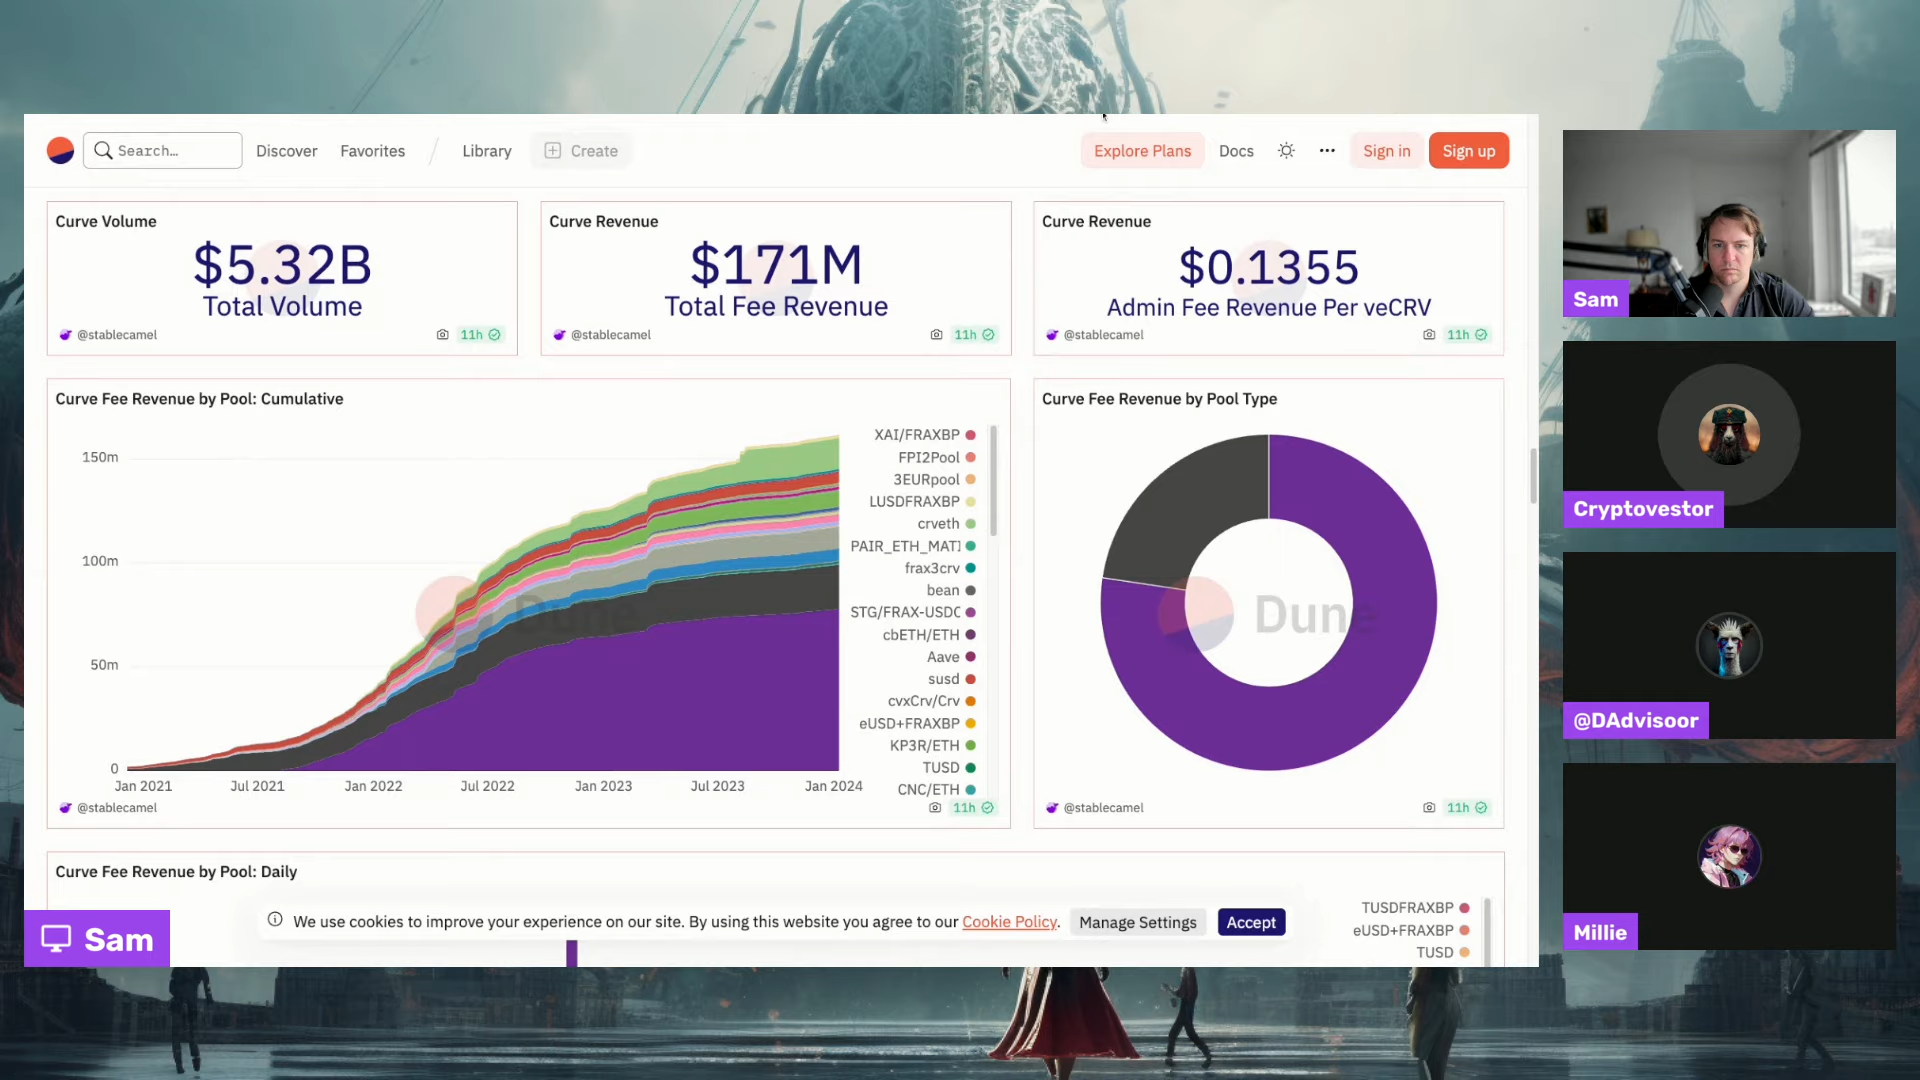 Search...
Discover
Favorites
/
Library
Create
Explore Plans
Docs
Sign in
Sign up
Curve Volume
$5.32B
Total Volume
@stablecamel
11h
Curve Revenue
$171M
Total Fee Revenue
@stablecamel
11h
Curve Revenue
$0.1355
Admin Fee Revenue Per veCRV
@stablecamel
11h
Curve Fee Revenue by Pool: Cumulative
150m
100m
50m
0
Jan 2021
Jul 2021
Jan 2022
Jul 2022
Jan 2023
Jul 2023
Jan 2024
Dune
XAI/FRAXBP
FPI2Pool
3EURpool
LUSDFRAXBP
crveth
PAIR_ETH_MATI
frax3crv
bean
STG/FRAX-USDC
cbETH/ETH
Aave
susd
cvxCrv/Crv
eUSD+FRAXBP
KP3R/ETH
TUSD
CNC/ETH
@stablecamel
11h
Curve Fee Revenue by Pool Type
Dune
@stablecamel
11h
Curve Fee Revenue by Pool: Daily
TUSDFRAXBP
eUSD+FRAXBP
TUSD
We use cookies to improve your experience on our site. By using this website you agree to our Cookie Policy.
Manage Settings
Accept
Sam
Sam
Cryptovestor
@DAdvisoor
Millie